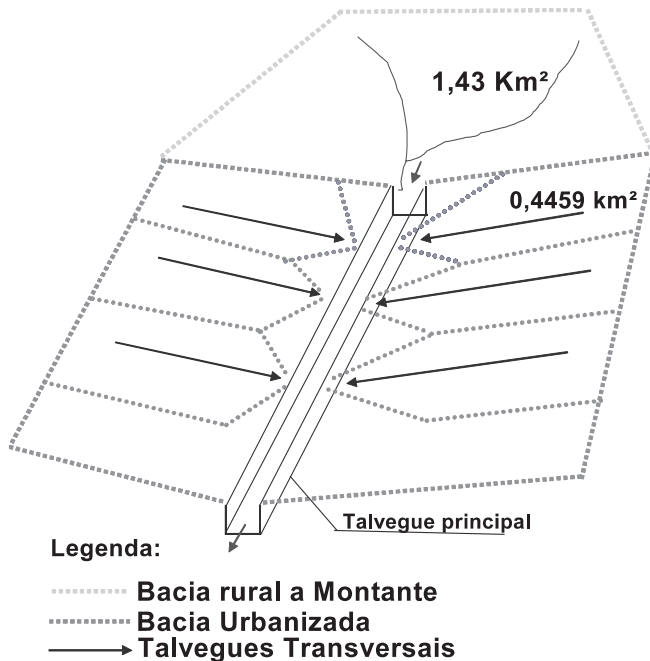 1,43 Km²
0,4459 km²
Talvegue principal
Legenda:
Bacia rural a Montante
Bacia Urbanizada
Talvegues Transversais